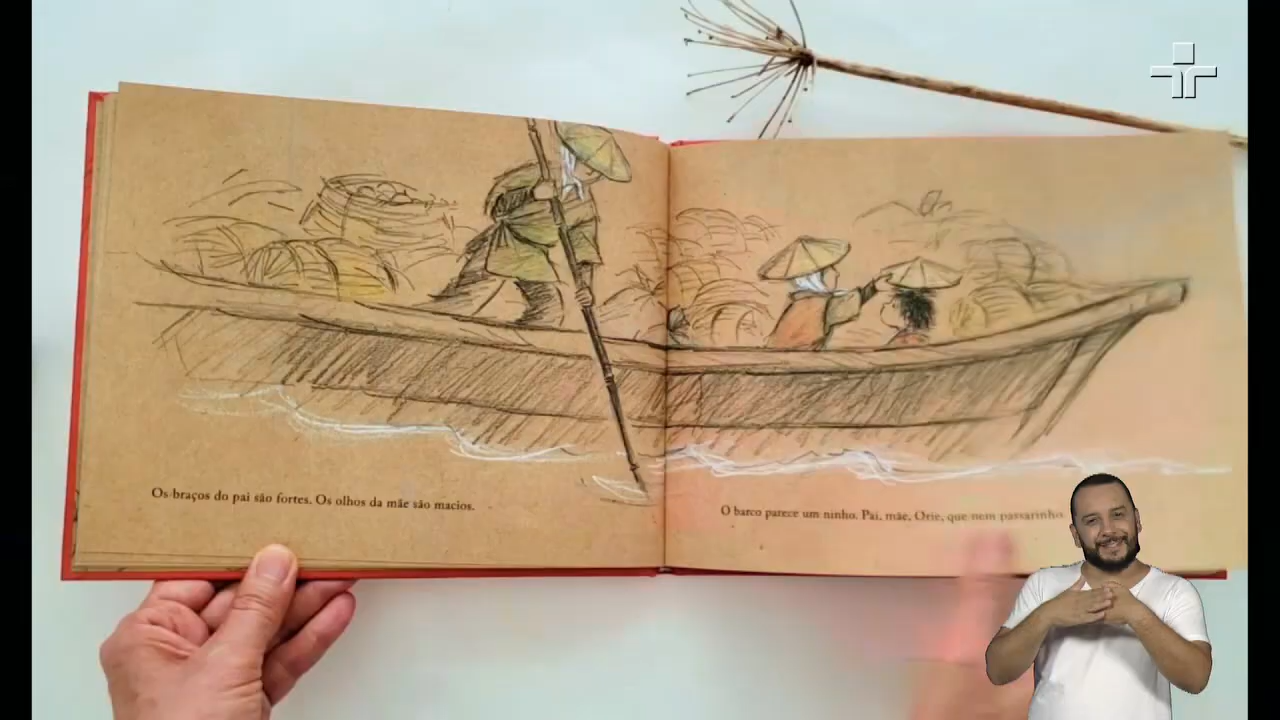 Os braços do pai são fortes. Os olhos da mãe são macios.
O barco parece um ninho. Pai, mãe, Orie, que nem passarinho